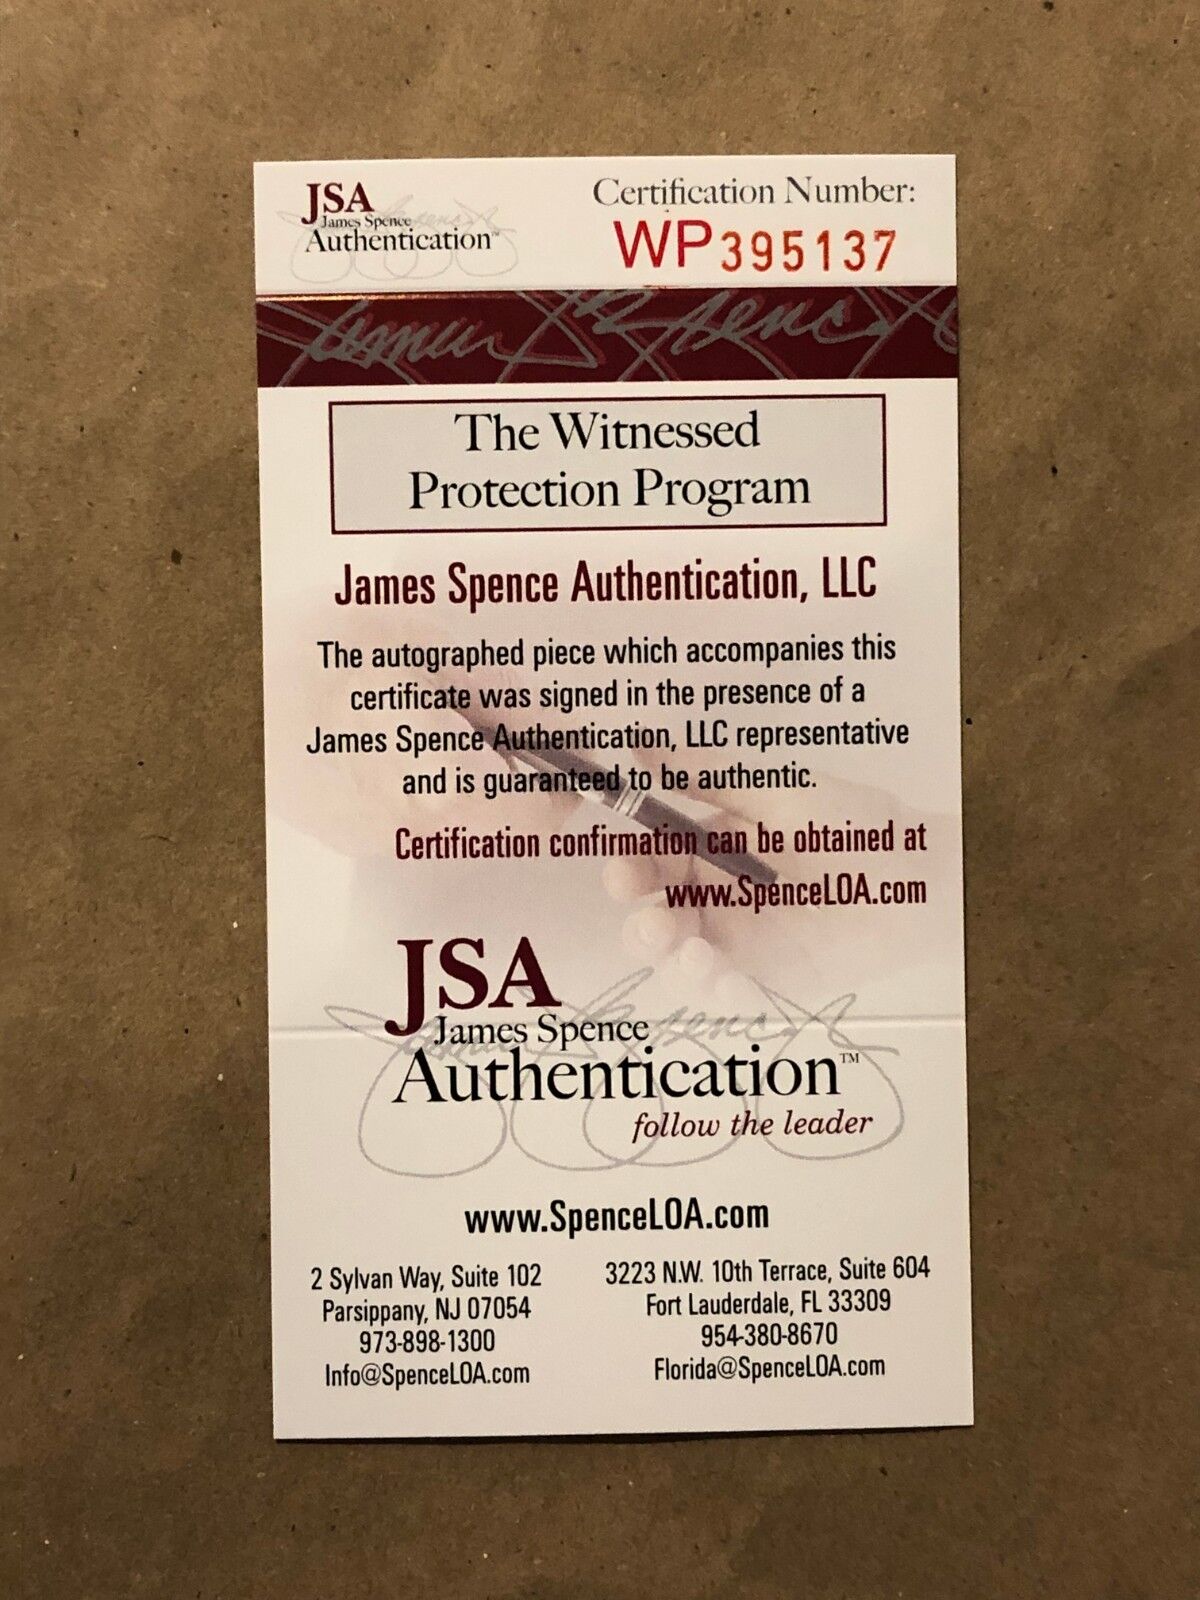 JSA
James Spence
Authentication™
Certification Number:
WP395137
James Spence
The Witnessed
Protection Program
James Spence Authentication, LLC
The autographed piece which accompanies this
certificate was signed in the presence of a
James Spence Authentication, LLC representative
and is guaranteed to be authentic.
Certification confirmation can be obtained at
www.SpenceLOA.com
JSA
James Spence
Authentication™
follow the leader
www.SpenceLOA.com
2 Sylvan Way, Suite 102
Parsippany, NJ 07054
973-898-1300
Info@SpenceLOA.com
3223 N.W. 10th Terrace, Suite 604
Fort Lauderdale, FL 33309
954-380-8670
Florida@SpenceLOA.com